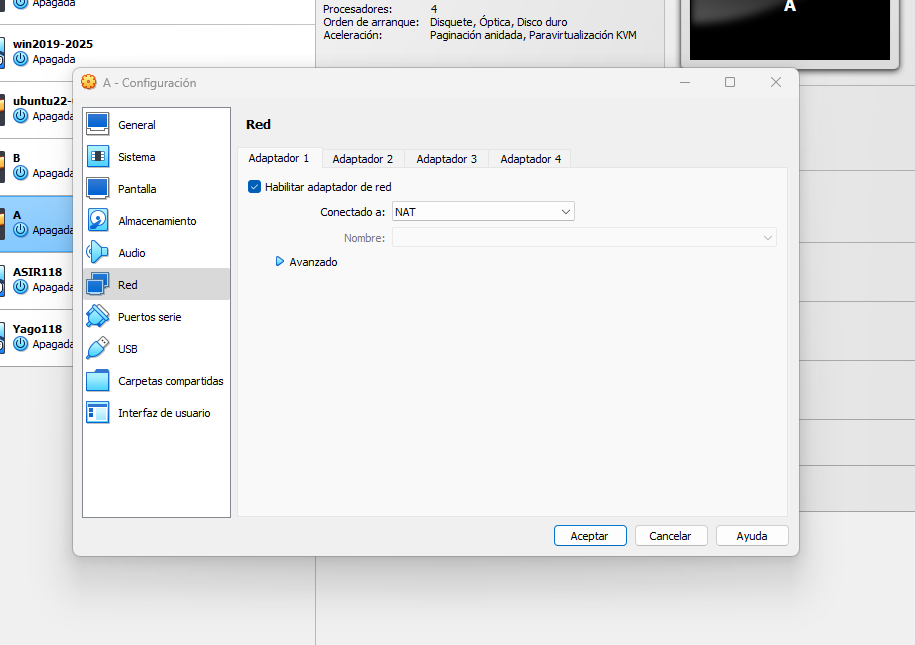 Apagada
win2019-2025
Apagada
ubuntu22-
Apagada
B
Apagada
A
Apagada
ASIR118
Apagada
Yago118
Apagada
Procesadores: 4
Orden de arranque: Disquete, Óptica, Disco duro
Aceleración: Paginación anidada, Paravirtualización KVM
A
A - Configuración
General
Sistema
Pantalla
Almacenamiento
Audio
Red
Puertos serie
USB
Carpetas compartidas
Interfaz de usuario
Red
Adaptador 1 Adaptador 2 Adaptador 3 Adaptador 4
Habilitar adaptador de red
Conectado a: NAT
Nombre:
Avanzado
Aceptar Cancelar Ayuda